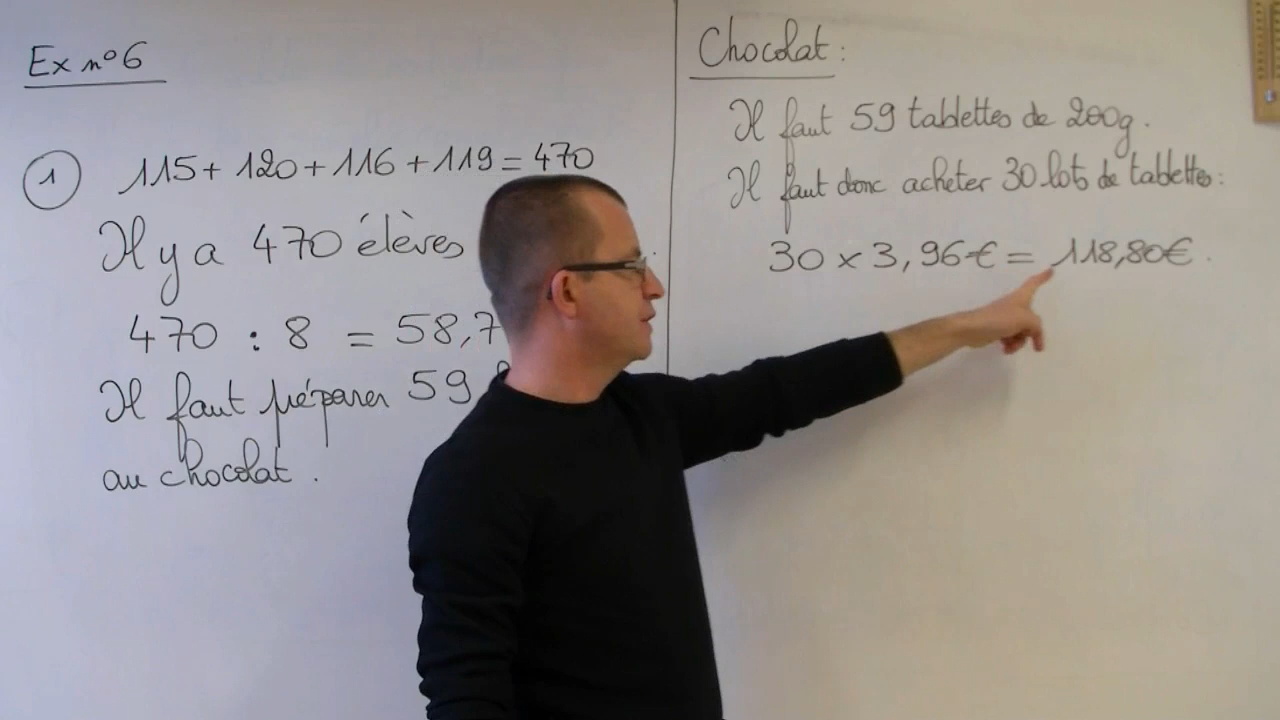 Ex n°6
1 115 + 120 + 116 + 119 = 470
Il y a 470 élèves
470 : 8 = 58,7
Il faut préparer 59
au chocolat.
Chocolat :
Il faut 59 tablettes de 200g.
Il faut donc acheter 30 lots de tablettes :
30 x 3,96€ = 118,80€.